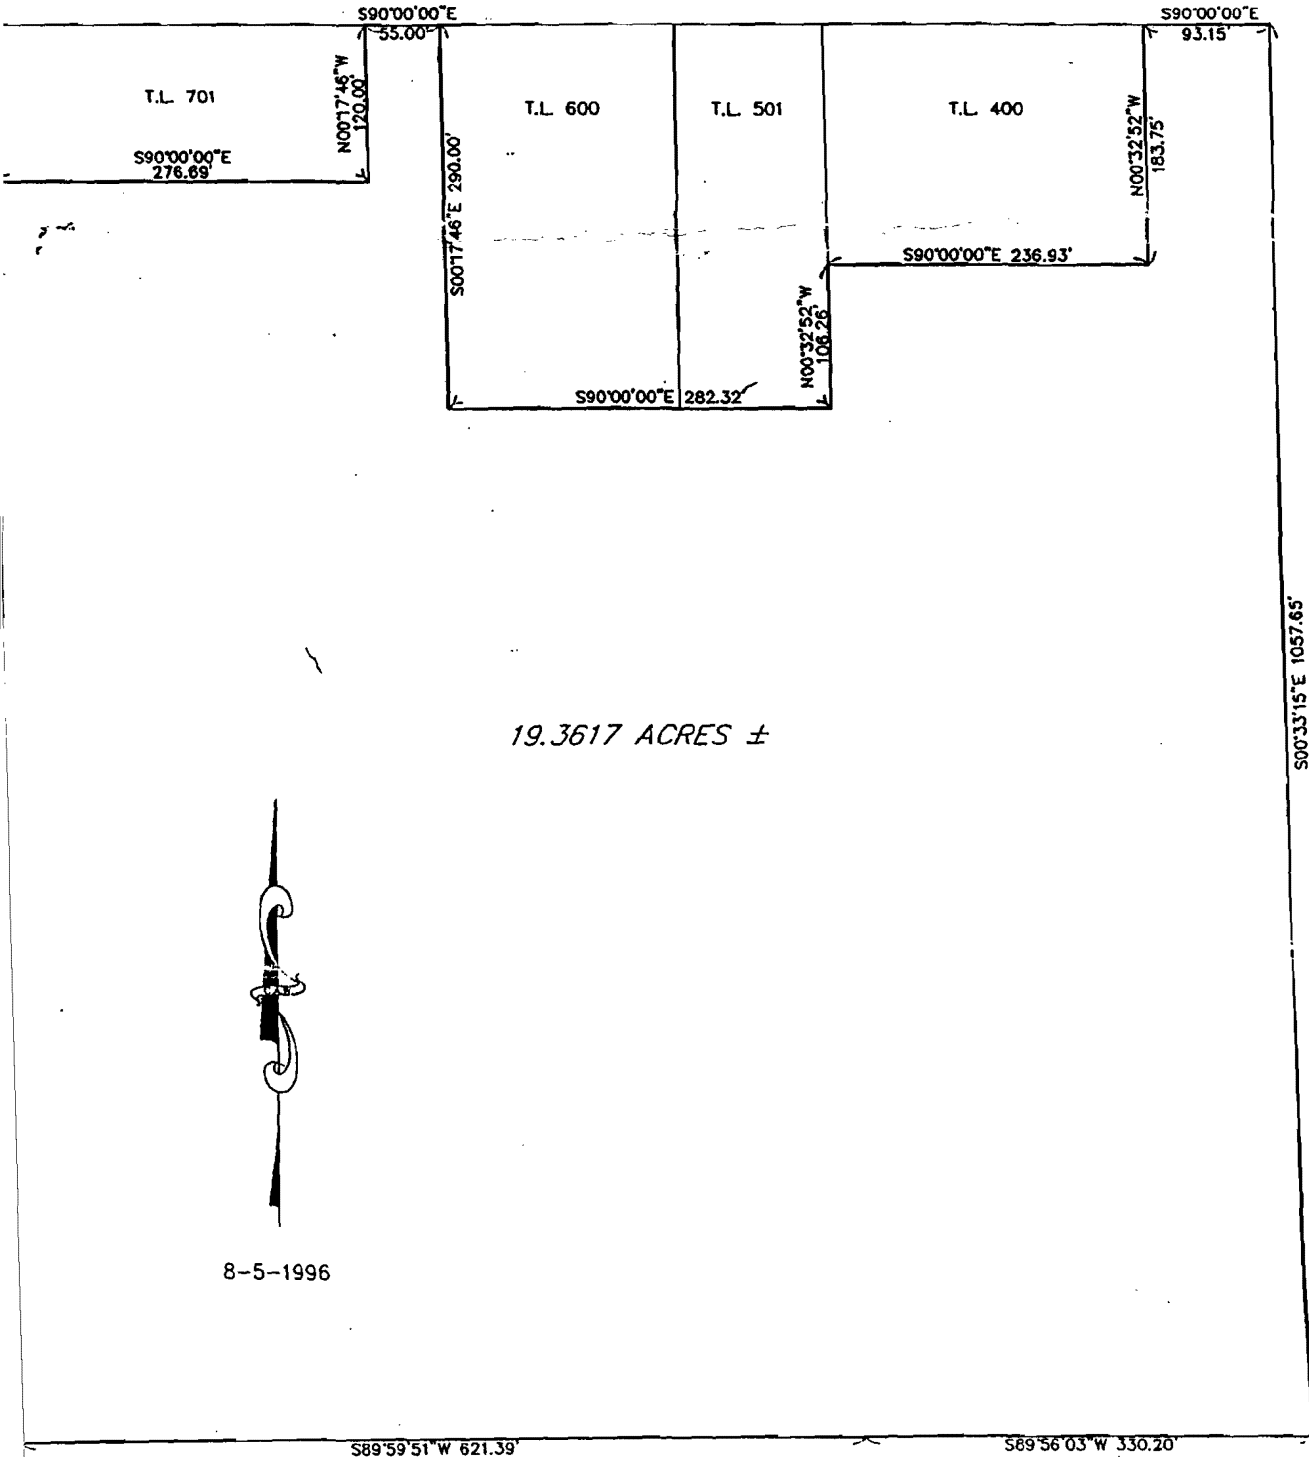 S90°00'00"E
55.00'
S90°00'00"E
93.15'
T.L. 701
N00°17'46"W
120.00'
S90°00'00"E
276.69'
T.L. 600
T.L. 501
T.L. 400
S00°17'46"E 290.00'
N00°32'52"W
183.75'
S90°00'00"E 236.93'
N00°32'52"W
106.26'
S90°00'00"E 282.32'
S00°33'15"E 1057.65'
19.3617 ACRES ±
8-5-1996
S89°59'51"W 621.39'
S89°56'03"W 330.20'